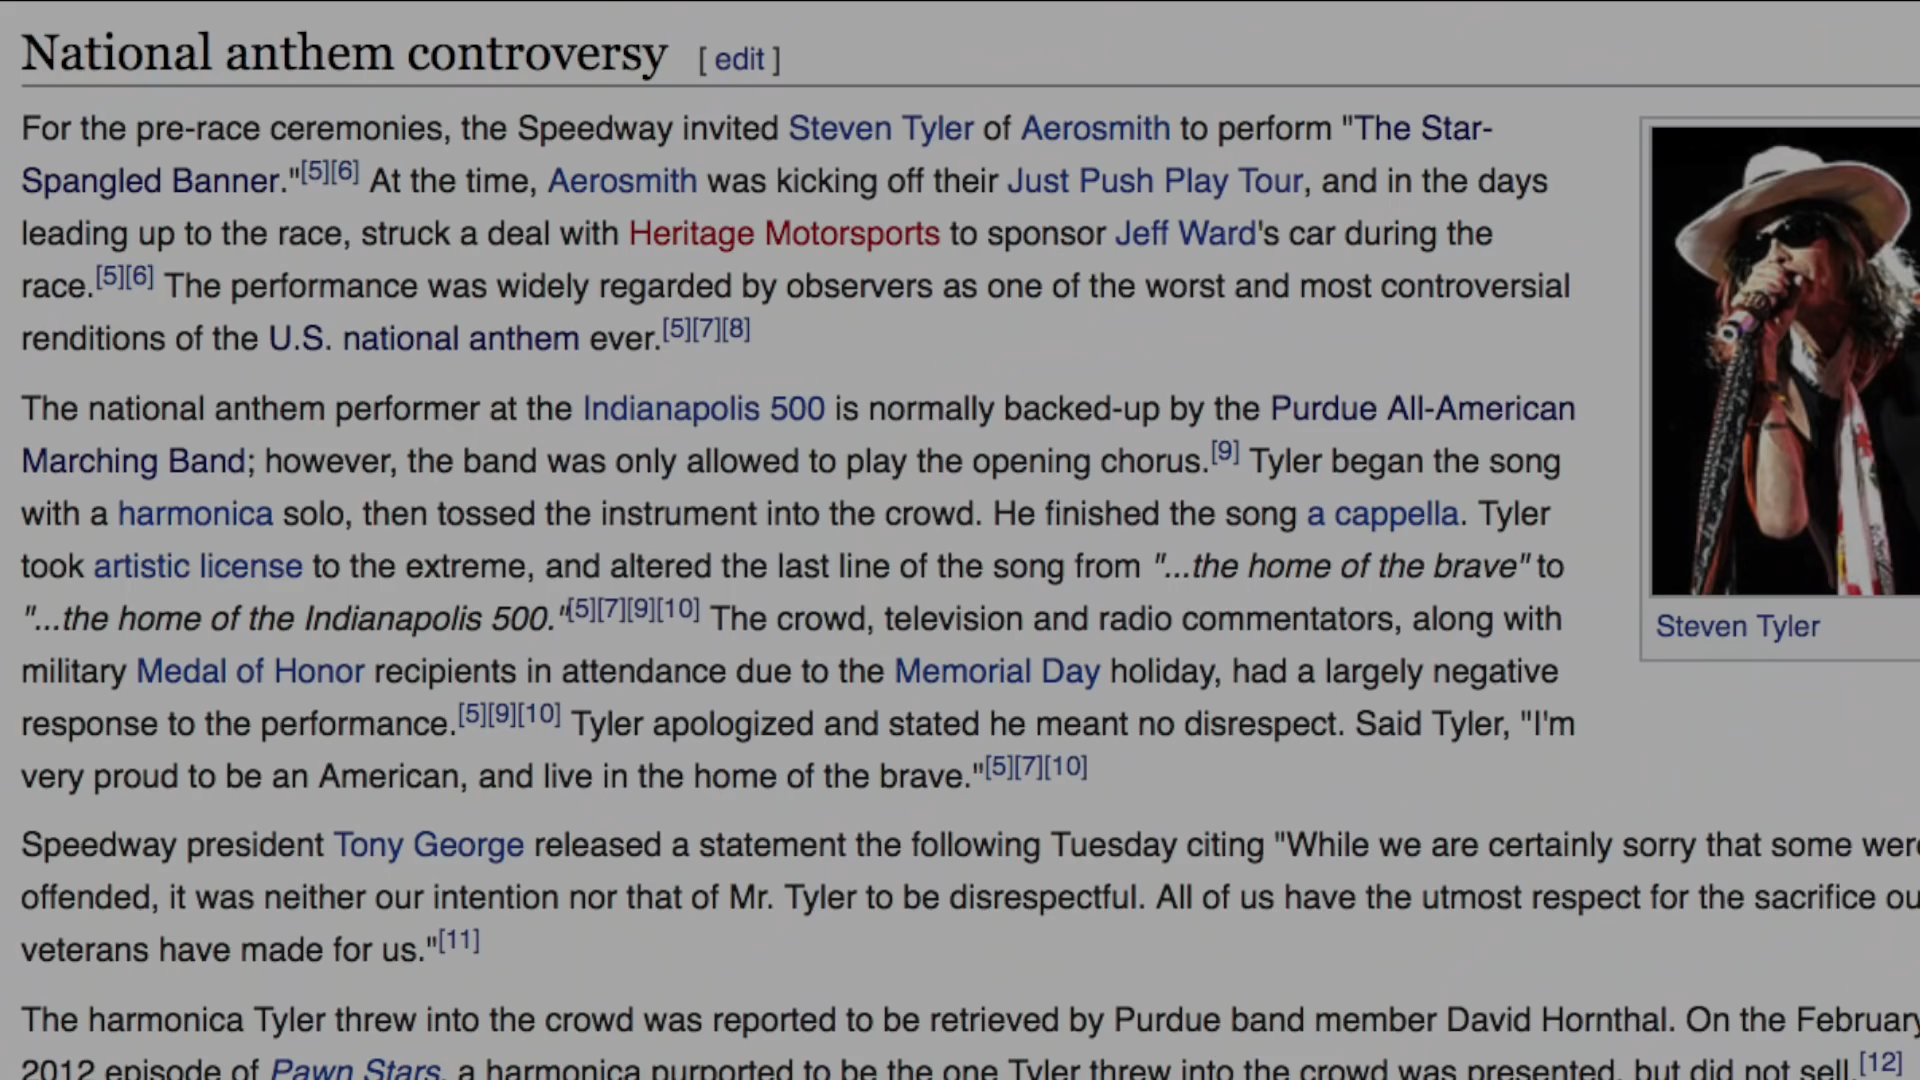 National anthem controversy [ edit ]
For the pre-race ceremonies, the Speedway invited Steven Tyler of Aerosmith to perform "The Star-
Spangled Banner."[5][6] At the time, Aerosmith was kicking off their Just Push Play Tour, and in the days
leading up to the race, struck a deal with Heritage Motorsports to sponsor Jeff Ward's car during the
race.[5][6] The performance was widely regarded by observers as one of the worst and most controversial
renditions of the U.S. national anthem ever.[5][7][8]
The national anthem performer at the Indianapolis 500 is normally backed-up by the Purdue All-American
Marching Band; however, the band was only allowed to play the opening chorus.[9] Tyler began the song
with a harmonica solo, then tossed the instrument into the crowd. He finished the song a cappella. Tyler
took artistic license to the extreme, and altered the last line of the song from "...the home of the brave" to
"...the home of the Indianapolis 500."[5][7][9][10] The crowd, television and radio commentators, along with
military Medal of Honor recipients in attendance due to the Memorial Day holiday, had a largely negative
response to the performance.[5][9][10] Tyler apologized and stated he meant no disrespect. Said Tyler, "I'm
very proud to be an American, and live in the home of the brave."[5][7][10]
Steven Tyler
Speedway president Tony George released a statement the following Tuesday citing "While we are certainly sorry that some were
offended, it was neither our intention nor that of Mr. Tyler to be disrespectful. All of us have the utmost respect for the sacrifice ou
veterans have made for us."[11]
The harmonica Tyler threw into the crowd was reported to be retrieved by Purdue band member David Hornthal. On the February
2012 episode of Pawn Stars, a harmonica purported to be the one Tyler threw into the crowd was presented, but did not sell.[12]